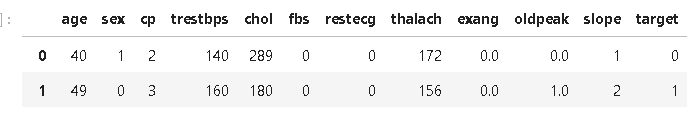 ]:
age sex cp trestbps chol fbs restecg thalach exang oldpeak slope target
0 40 1 2 140 289 0 0 172 0.0 0.0 1 0
1 49 0 3 160 180 0 0 156 0.0 1.0 2 1